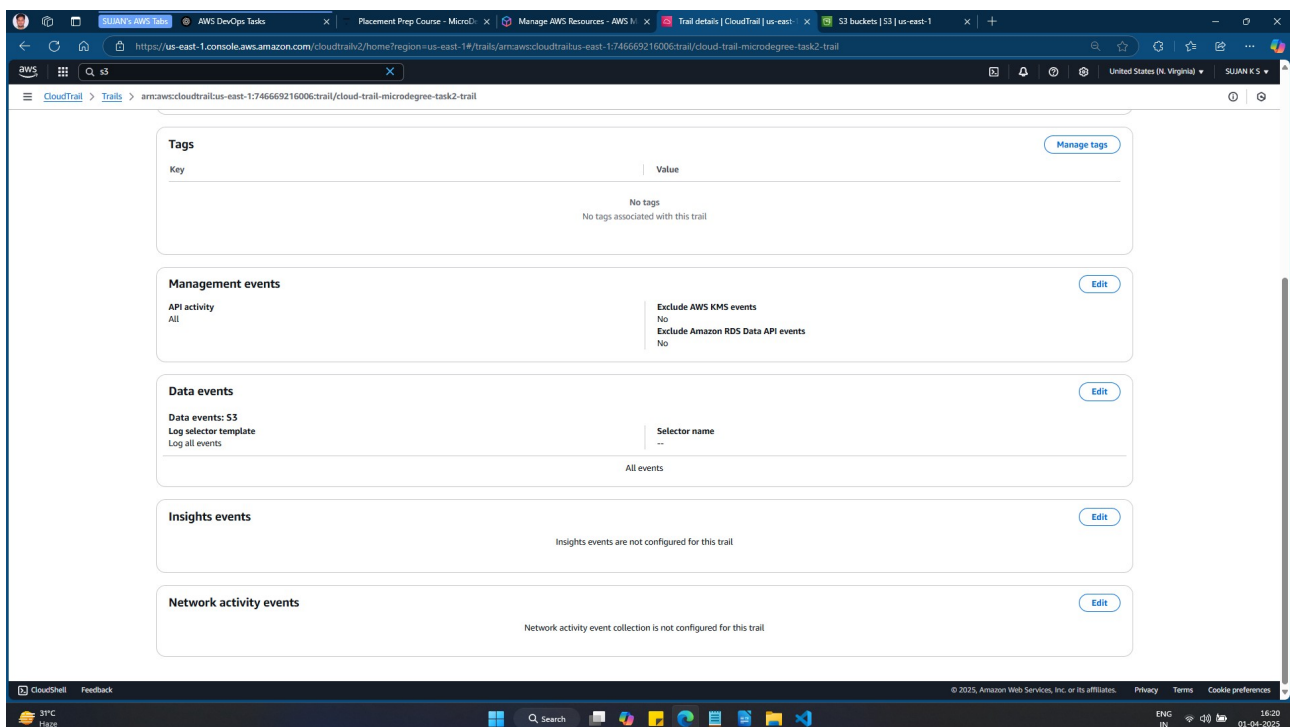 SUJAN's AWS Tabs
AWS DevOps Tasks
Placement Prep Course - MicroD
Manage AWS Resources - AWS M
Trail details | CloudTrail | us-east-1
S3 buckets | S3 | us-east-1
https://us-east-1.console.aws.amazon.com/cloudtrailv2/home?region=us-east-1#/trails/arn:aws:cloudtrail:us-east-1:746669216006:trail/cloud-trail-microdegree-task2-trail
aws
s3
United States (N. Virginia)
SUJAN K S
CloudTrail > Trails > arn:aws:cloudtrail:us-east-1:746669216006:trail/cloud-trail-microdegree-task2-trail
Tags
Manage tags
Key
Value
No tags
No tags associated with this trail
Management events
Edit
API activity
All
Exclude AWS KMS events
No
Exclude Amazon RDS Data API events
No
Data events
Edit
Data events: S3
Log selector template
Log all events
Selector name
--
All events
Insights events
Edit
Insights events are not configured for this trail
Network activity events
Edit
Network activity event collection is not configured for this trail
CloudShell Feedback
© 2025, Amazon Web Services, Inc. or its affiliates. Privacy Terms Cookie preferences
31°C
Haze
Search
ENG
IN
16:20
01-04-2025